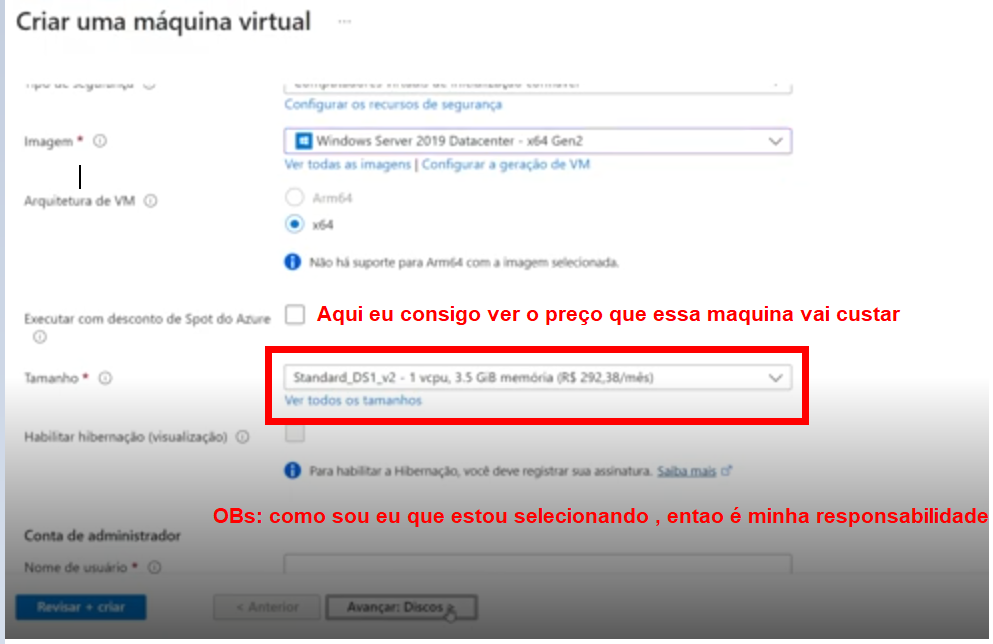 Criar uma máquina virtual ...
Tipo de segurança
Computadores virtuais de inicialização confiável
Configurar os recursos de segurança
Imagem *
Windows Server 2019 Datacenter - x64 Gen2
Ver todas as imagens | Configurar a geração de VM
Arquitetura de VM
Arm64
x64
Não há suporte para Arm64 com a imagem selecionada.
Executar com desconto de Spot do Azure
Aqui eu consigo ver o preço que essa maquina vai custar
Tamanho *
Standard_DS1_v2 - 1 vcpu, 3.5 GiB memória (R$ 292,38/mês)
Ver todos os tamanhos
Habilitar hibernação (visualização)
Para habilitar a Hibernação, você deve registrar sua assinatura. Saiba mais
OBs: como sou eu que estou selecionando , entao é minha responsabilidade
Conta de administrador
Nome de usuário *
Revisar + criar
< Anterior
Avançar: Discos >